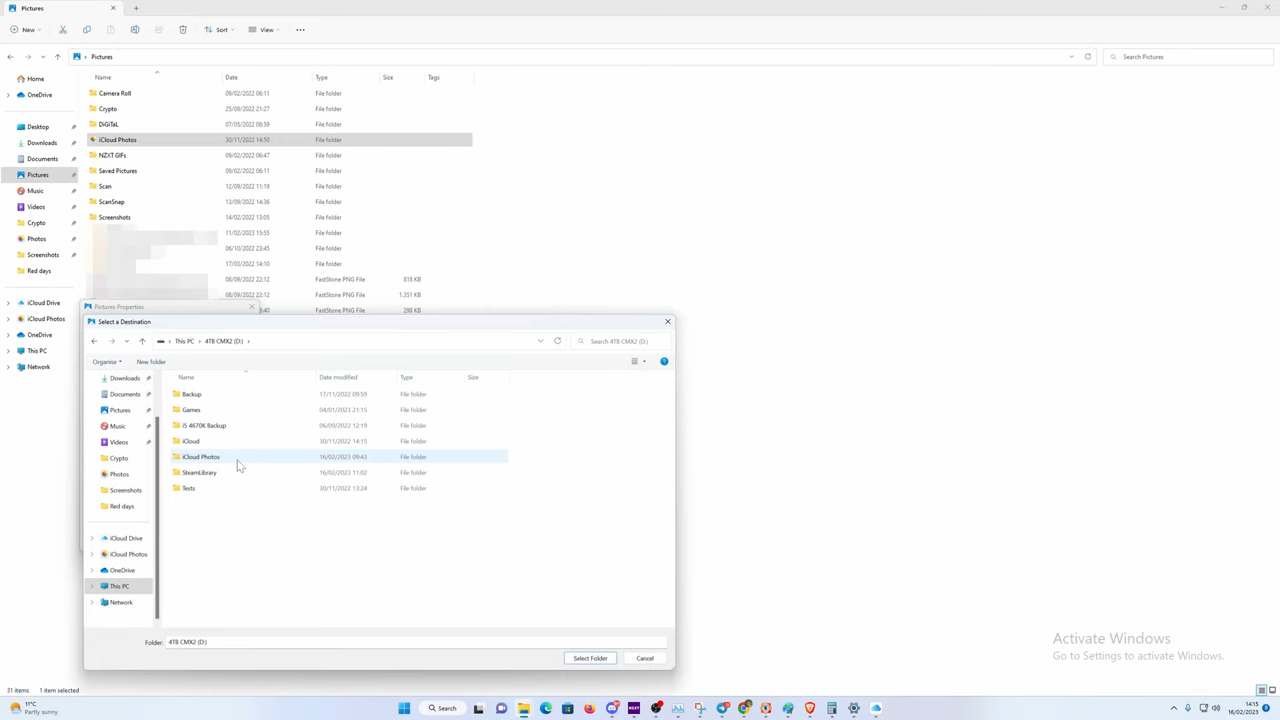 Pictures
New
Sort
View
Pictures
Search Pictures
Name Date Type Size Tags
Home
OneDrive
Desktop
Downloads
Documents
Pictures
Music
Videos
Crypto
Photos
Screenshots
Red days
iCloud Drive
iCloud Photos
OneDrive
This PC
Network
Camera Roll 09/02/2022 06:11 File folder
Crypto 25/09/2022 21:27 File folder
DiGiTaL 07/05/2022 08:59 File folder
iCloud Photos 30/11/2022 14:50 File folder
NZXT GIFs 09/02/2022 06:47 File folder
Saved Pictures 09/02/2022 06:11 File folder
Scan 12/09/2022 11:19 File folder
ScanSnap 13/09/2022 14:36 File folder
Screenshots 14/02/2022 13:05 File folder
11/02/2023 15:55 File folder
06/10/2022 23:45 File folder
17/03/2022 14:10 File folder
08/09/2022 22:12 FastStone PNG File 818 KB
08/09/2022 22:12 FastStone PNG File 1,351 KB
3:40 FastStone PNG File 298 KB
Pictures Properties
Select a Destination
This PC 4TB CMX2 (D:)
Search 4TB CMX2 (D:)
Organise New folder
Name Date modified Type Size
Downloads
Documents
Pictures
Music
Videos
Crypto
Photos
Screenshots
Red days
iCloud Drive
iCloud Photos
OneDrive
This PC
Network
Backup 17/11/2022 09:59 File folder
Games 04/01/2023 21:15 File folder
i5 4670K Backup 06/09/2022 12:19 File folder
iCloud 30/11/2022 14:15 File folder
iCloud Photos 16/02/2023 09:43 File folder
SteamLibrary 16/02/2023 11:02 File folder
Tests 30/11/2022 13:24 File folder
Folder: 4TB CMX2 (D:)
Select Folder Cancel
Activate Windows
Go to Settings to activate Windows.
31 items 1 item selected
11°C
Partly sunny
Search
NZXT
14:15
16/02/2023